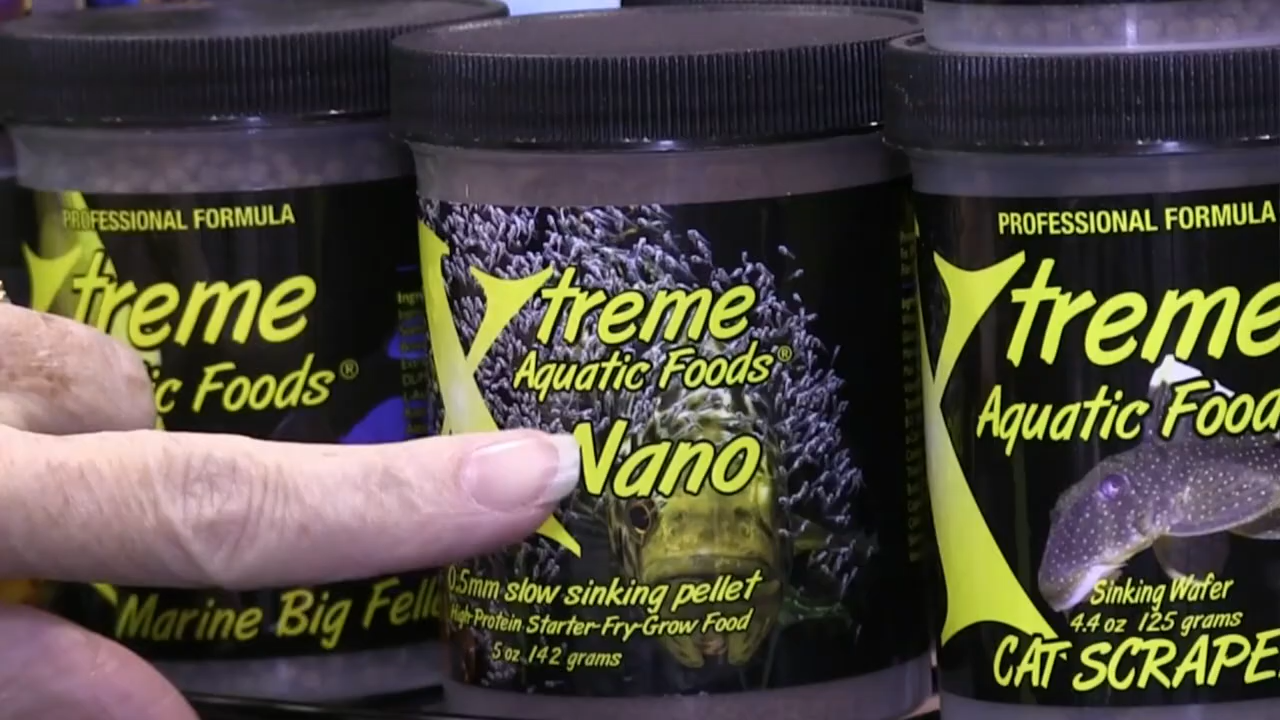 PROFESSIONAL FORMULA
Xtreme
ic Foods®
Marine Big Fell
Xtreme
Aquatic Foods®
Nano
0.5mm slow sinking pellet
High Protein Starter-Fry-Grow Food
5 oz 142 grams
PROFESSIONAL FORMULA
Xtreme
Aquatic Food
Sinking Wafer
4.4 oz 125 grams
CAT SCRAPE